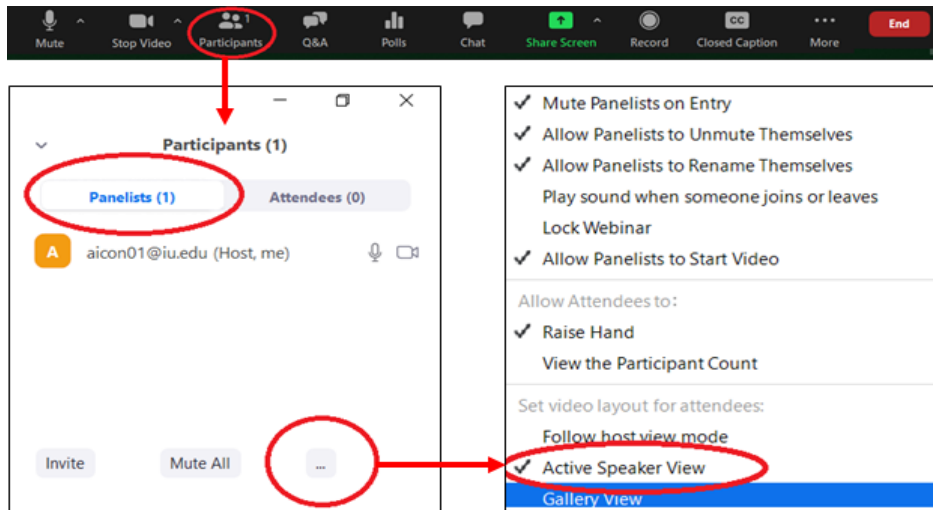 1
CC
Mute Stop Video Participants Q&A Polls Chat Share Screen Record Closed Caption More End
Participants (1)
Panelists (1) Attendees (0)
A aicon01@iu.edu (Host, me)
Invite Mute All ...
Mute Panelists on Entry
Allow Panelists to Unmute Themselves
Allow Panelists to Rename Themselves
Play sound when someone joins or leaves
Lock Webinar
Allow Panelists to Start Video
Allow Attendees to:
Raise Hand
View the Participant Count
Set video layout for attendees:
Follow host view mode
Active Speaker View
Gallery View